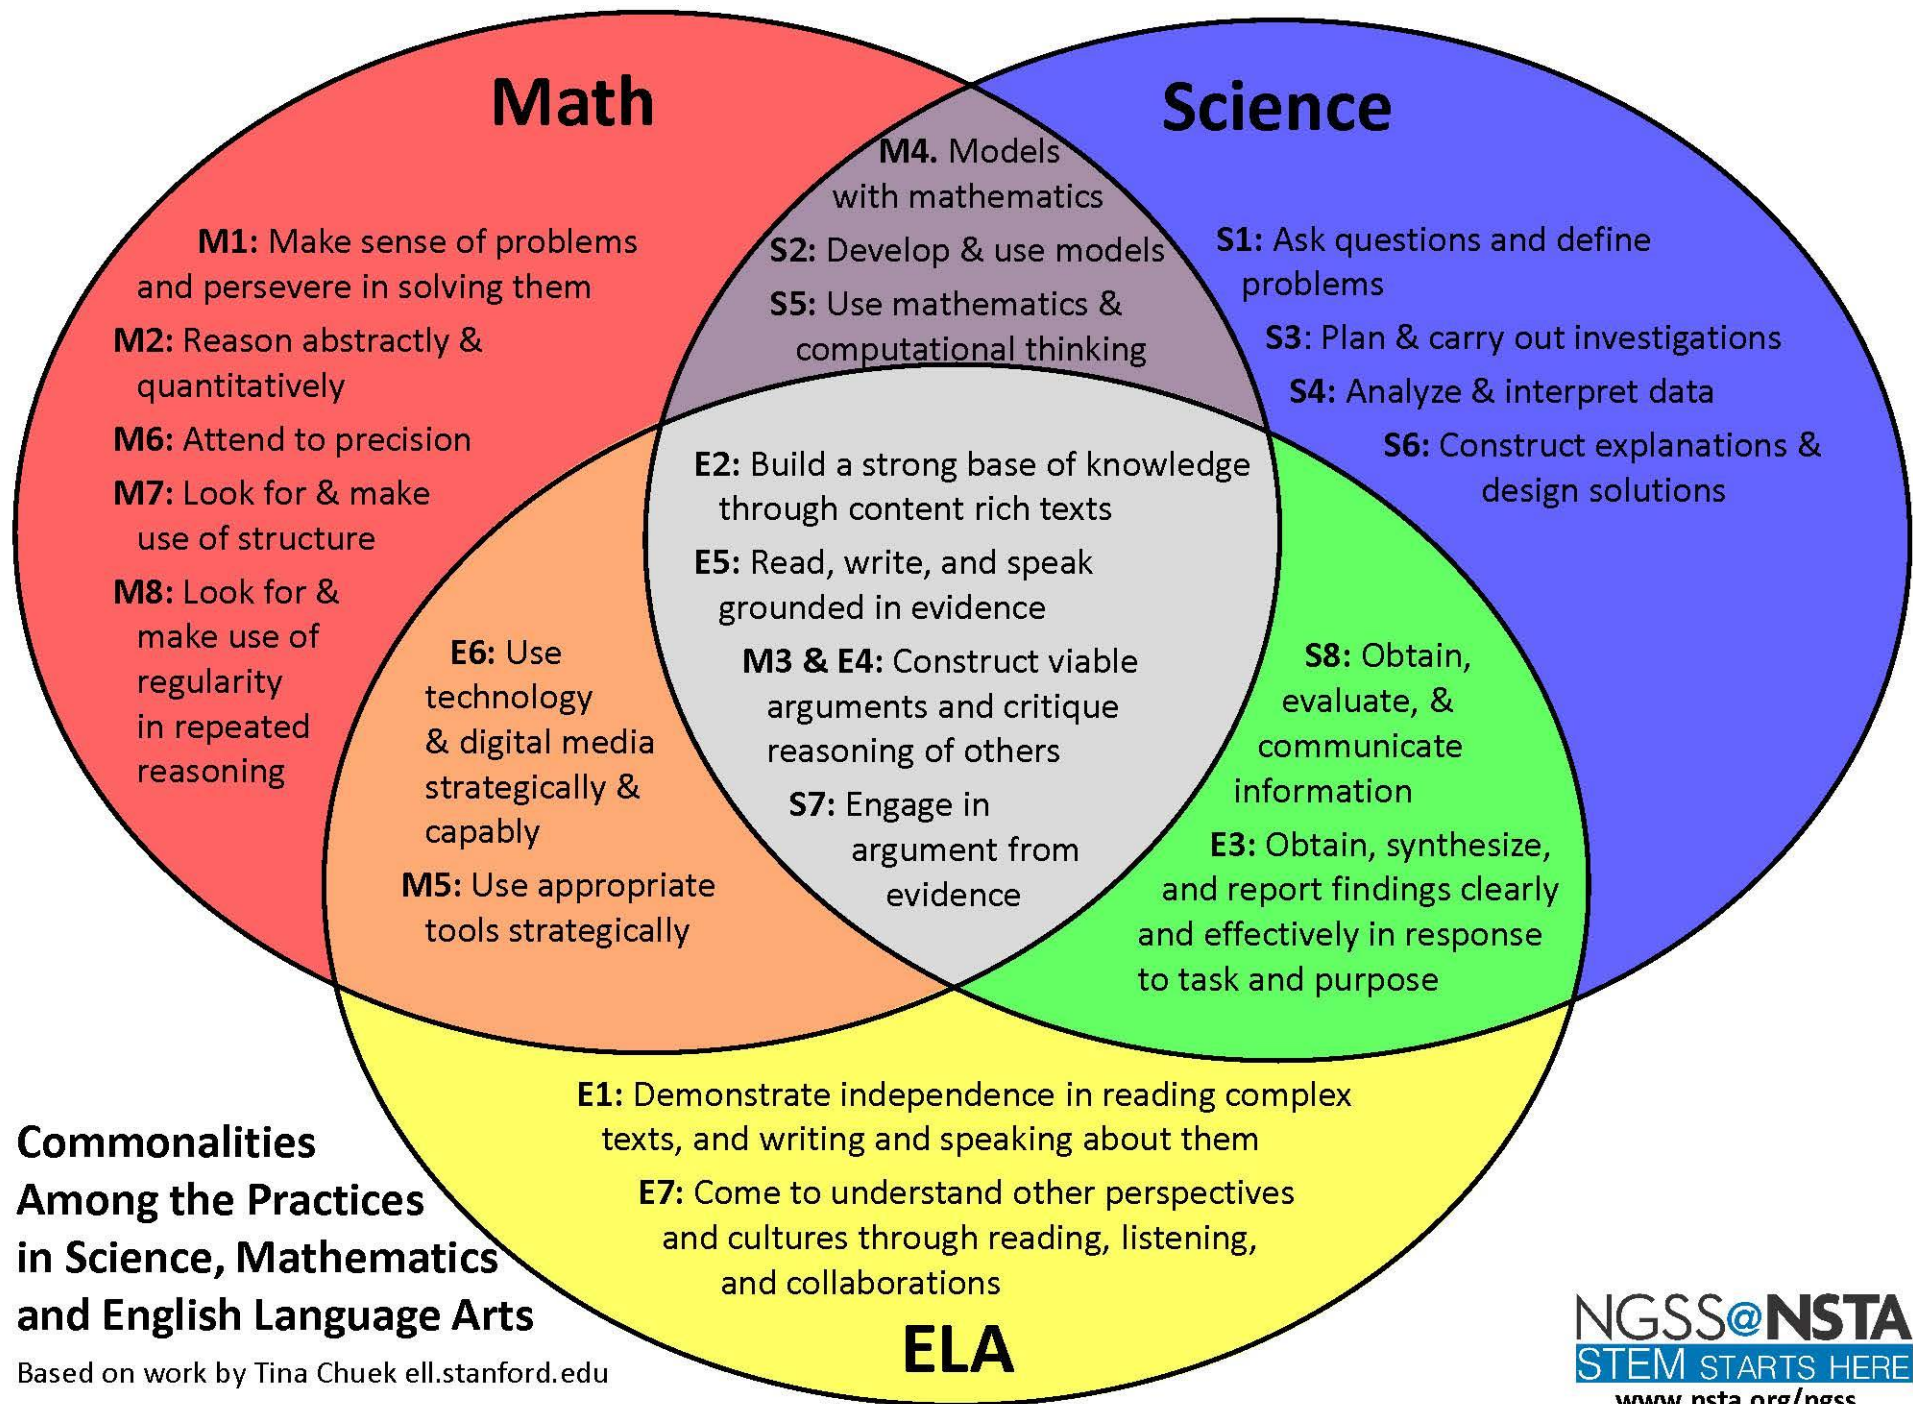 Math
Science
M4. Models
with mathematics
S2: Develop & use models
S5: Use mathematics &
computational thinking
M1: Make sense of problems
and persevere in solving them
M2: Reason abstractly &
quantitatively
M6: Attend to precision
M7: Look for & make
use of structure
M8: Look for &
make use of
regularity
in repeated
reasoning
S1: Ask questions and define
problems
S3: Plan & carry out investigations
S4: Analyze & interpret data
S6: Construct explanations &
design solutions
E2: Build a strong base of knowledge
through content rich texts
E5: Read, write, and speak
grounded in evidence
M3 & E4: Construct viable
arguments and critique
reasoning of others
S7: Engage in
argument from
evidence
E6: Use
technology
& digital media
strategically &
capably
M5: Use appropriate
tools strategically
S8: Obtain,
evaluate, &
communicate
information
E3: Obtain, synthesize,
and report findings clearly
and effectively in response
to task and purpose
E1: Demonstrate independence in reading complex
texts, and writing and speaking about them
E7: Come to understand other perspectives
and cultures through reading, listening,
and collaborations
ELA
Commonalities
Among the Practices
in Science, Mathematics
and English Language Arts
Based on work by Tina Chuek ell.stanford.edu
NGSS@NSTA
STEM STARTS HERE
www.nsta.org/ngss